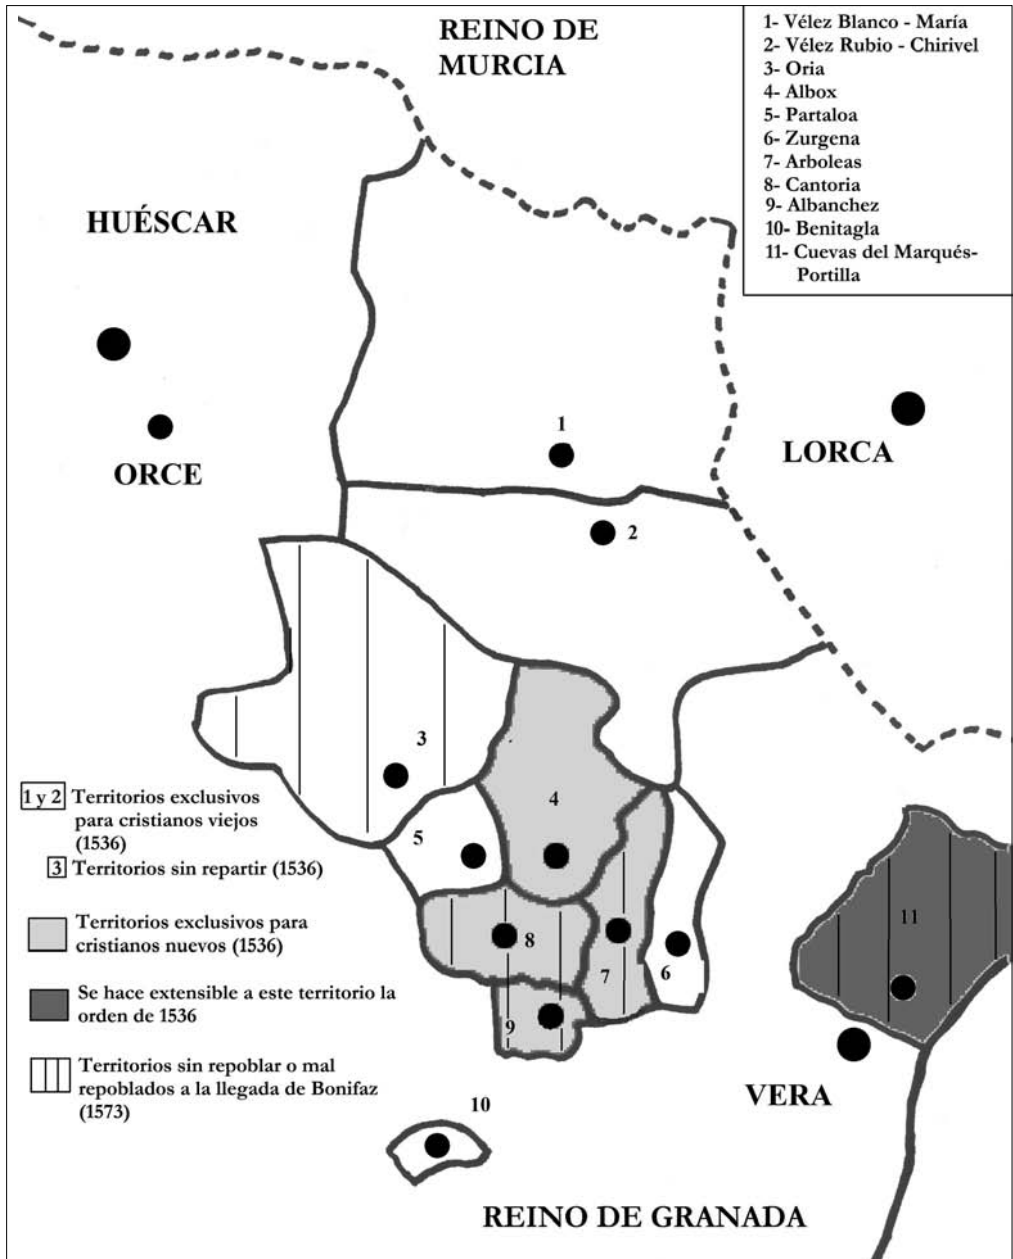 REINO DE
MURCIA
1- Vélez Blanco - María
2- Vélez Rubio - Chirivel
3- Oria
4- Albox
5- Partaloa
6- Zurgena
7- Arboleas
8- Cantoria
9- Albanchez
10- Benitagla
11- Cuevas del Marqués-
Portilla
HUÉSCAR
ORCE
LORCA
1
2
3
4
5
6
7
8
9
10
11
1 y 2 Territorios exclusivos
para cristianos viejos
(1536)
3 Territorios sin repartir (1536)
Territorios exclusivos para
cristianos nuevos (1536)
Se hace extensible a este territorio la
orden de 1536
Territorios sin repoblar o mal
repoblados a la llegada de Bonifaz
(1573)
VERA
REINO DE GRANADA